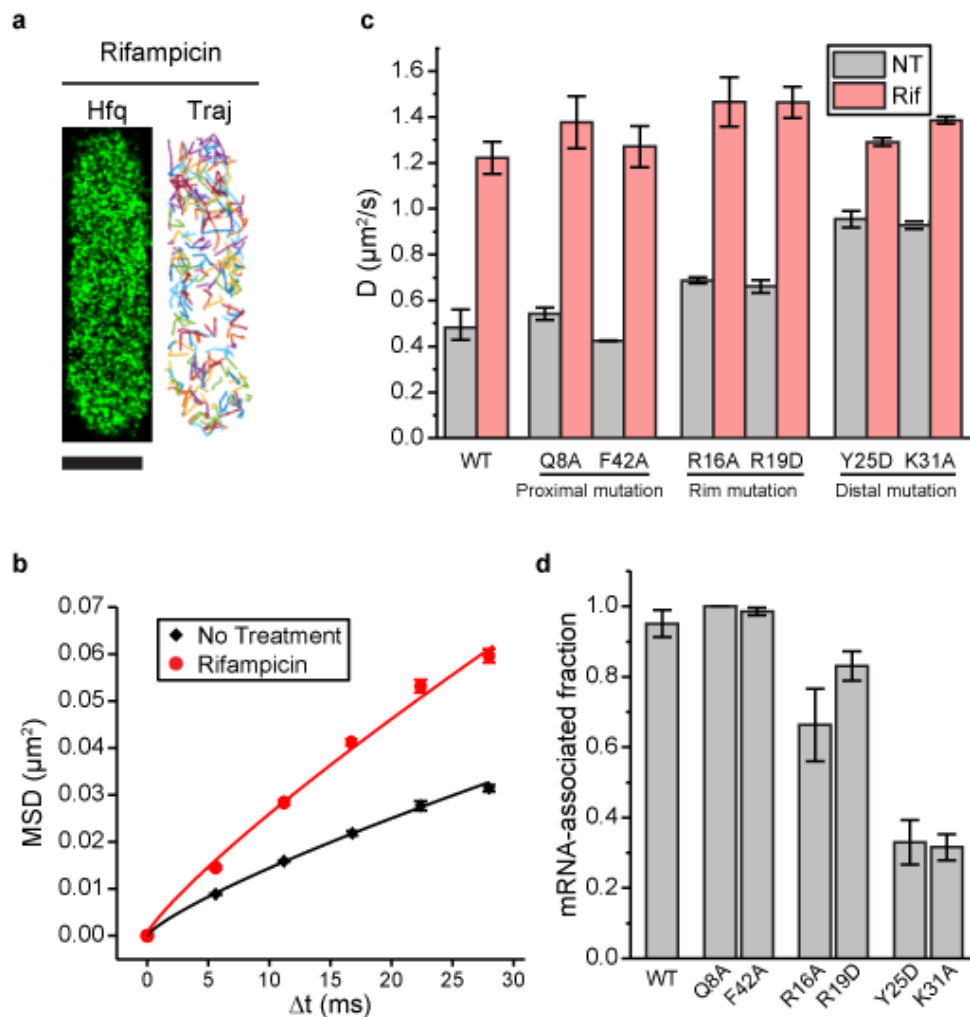 a
Rifampicin
Hfq Traj
c
D (μm²/s)
1.6
1.4
1.2
1.0
0.8
0.6
0.4
0.2
0.0
NT
Rif
WT Q8A F42A R16A R19D Y25D K31A
Proximal mutation Rim mutation Distal mutation
b
MSD (μm²)
0.07
0.06
0.05
0.04
0.03
0.02
0.01
0.00
No Treatment
Rifampicin
0 5 10 15 20 25 30
Δt (ms)
d
mRNA-associated fraction
1.0
0.8
0.6
0.4
0.2
0.0
WT Q8A F42A R16A R19D Y25D K31A